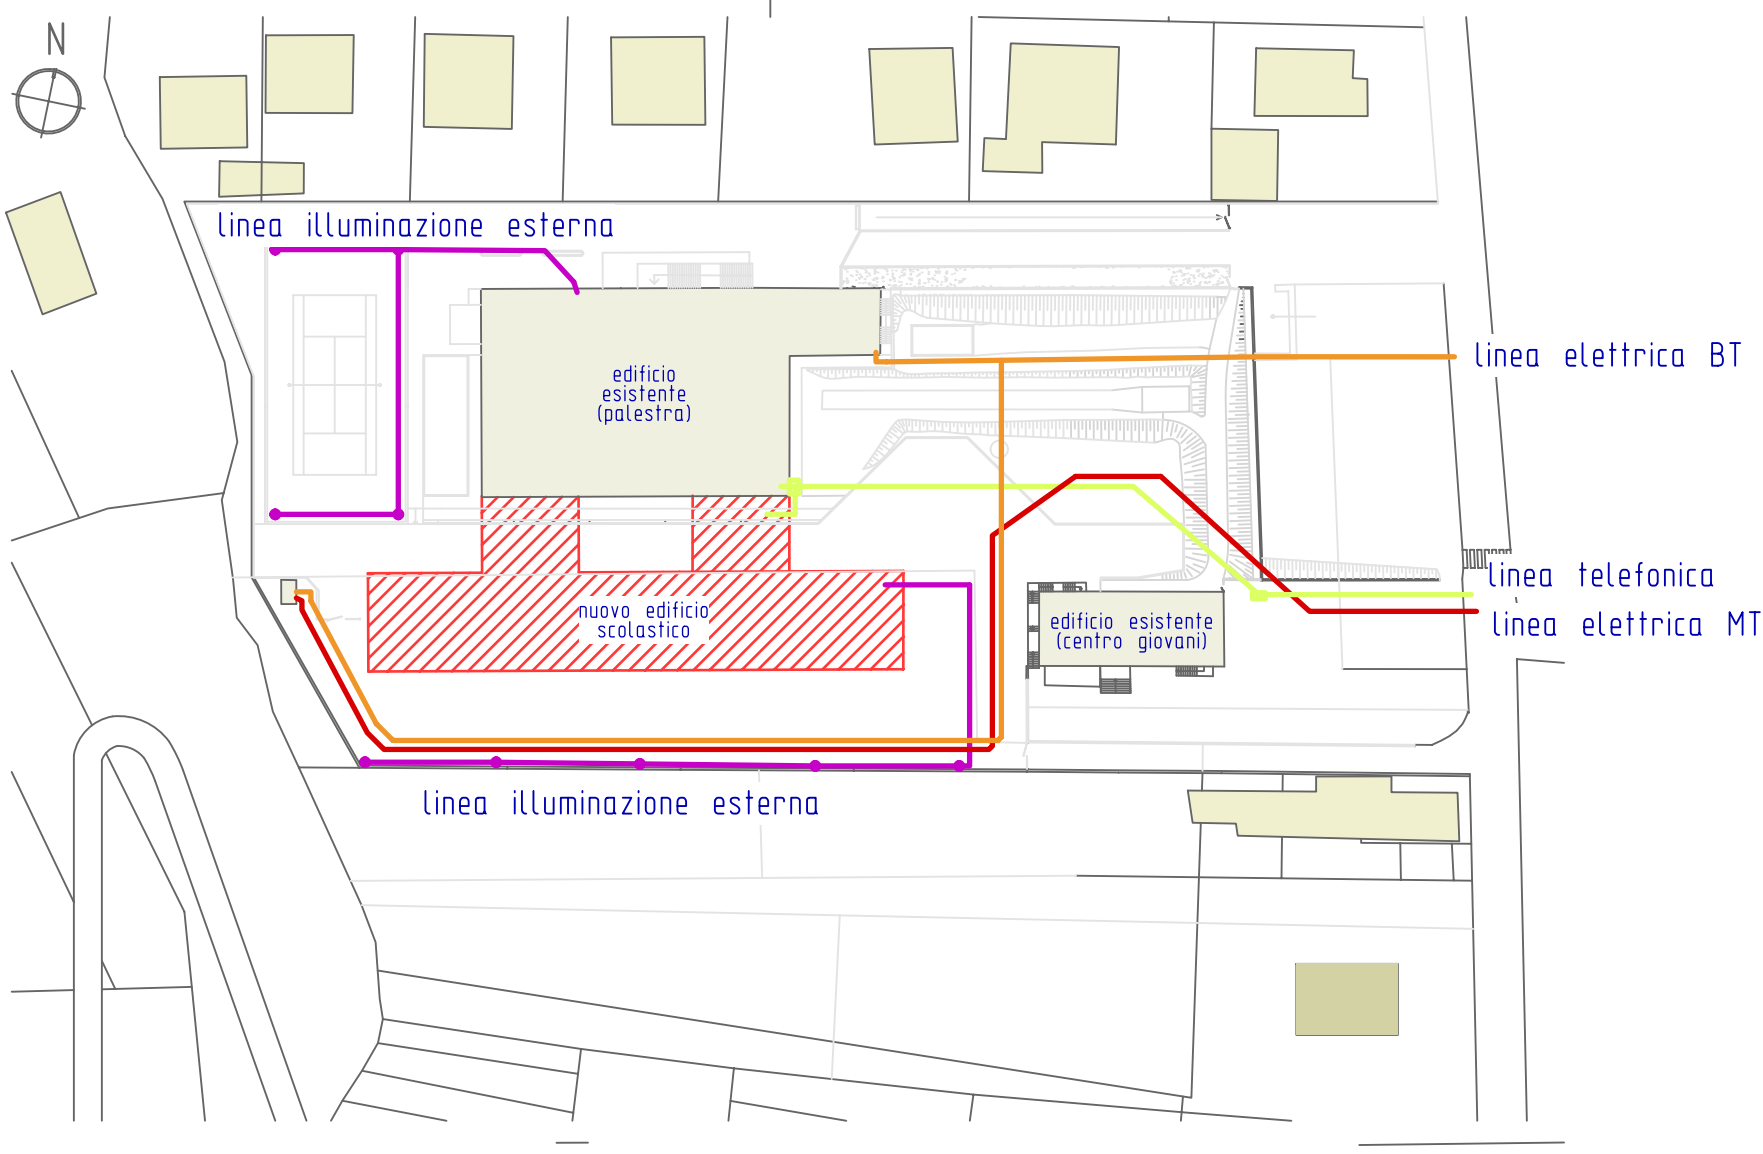 N
linea illuminazione esterna
linea elettrica BT
edificio
esistente
(palestra)
linea telefonica
nuovo edificio
scolastico
edificio esistente
(centro giovani)
linea elettrica MT
linea illuminazione esterna